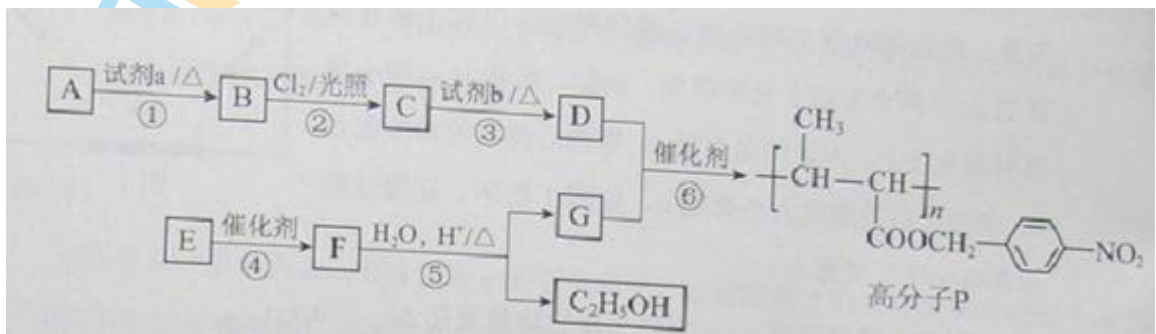 A 试剂a/△ ① B Cl₂/光照 ② C 试剂b/△ ③ D
E 催化剂 ④ F H₂O, H⁺/△ ⑤ G
C₂H₅OH
催化剂 ⑥
CH₃
CH—CH n
COOCH₂ NO₂
高分子P